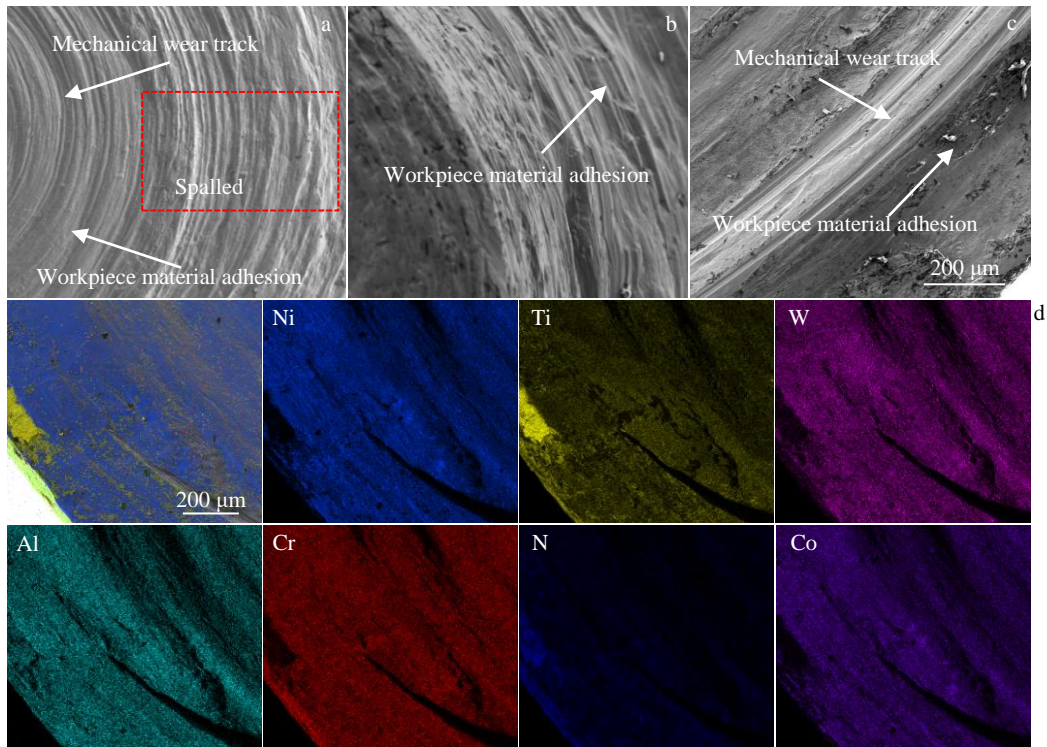 a
Mechanical wear track
Spalled
Workpiece material adhesion
b
Workpiece material adhesion
c
Mechanical wear track
Workpiece material adhesion
200 μm
d
200 μm
Ni
Ti
W
Al
Cr
N
Co